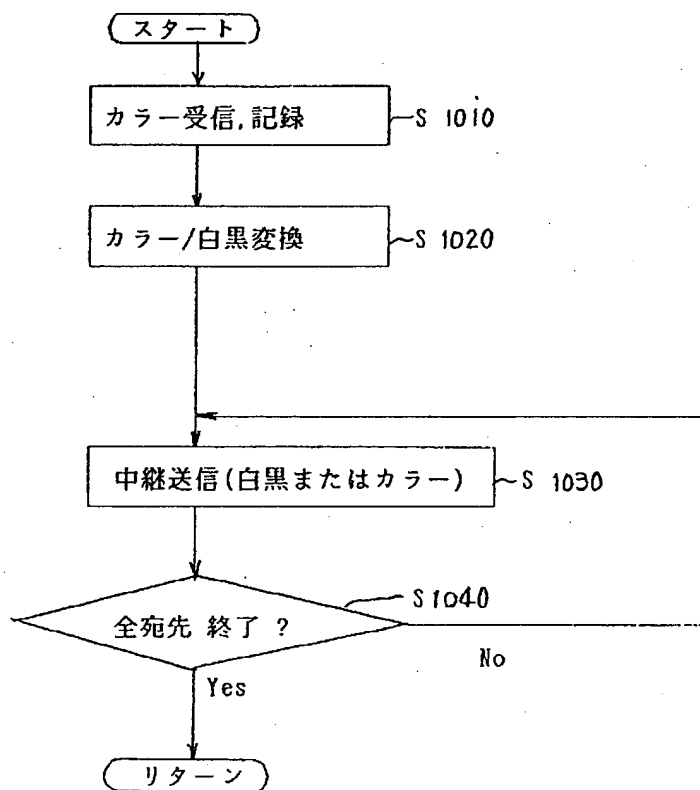 スタート
カラー受信,記録
S 1010
カラー/白黒変換
S 1020
中継送信(白黒またはカラー)
S 1030
S1040
全宛先 終了 ?
No
Yes
リターン